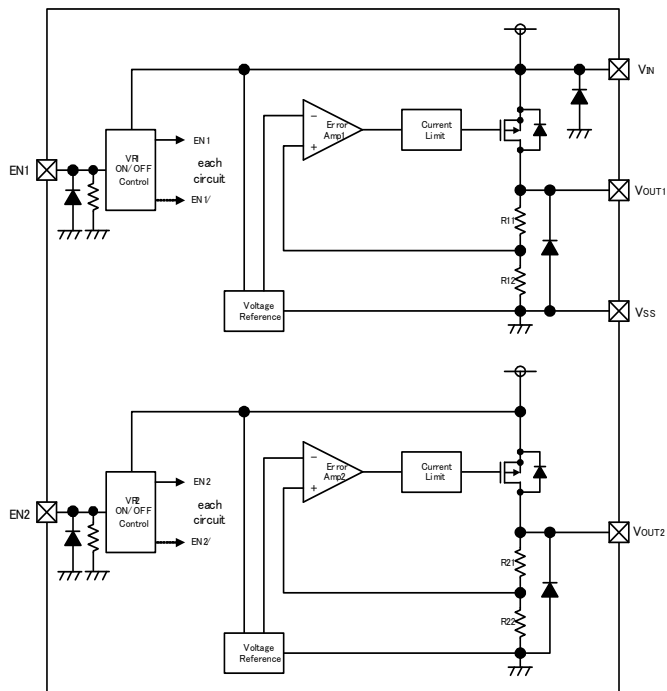 VIN
Error
Amp1
−
+
Current
Limit
EN1
VR1
ON/OFF
Control
EN1
each
circuit
EN1/
VOUT1
R11
R12
Voltage
Reference
VSS
Error
Amp2
−
+
Current
Limit
EN2
VR2
ON/OFF
Control
EN2
each
circuit
EN2/
VOUT2
R21
R22
Voltage
Reference